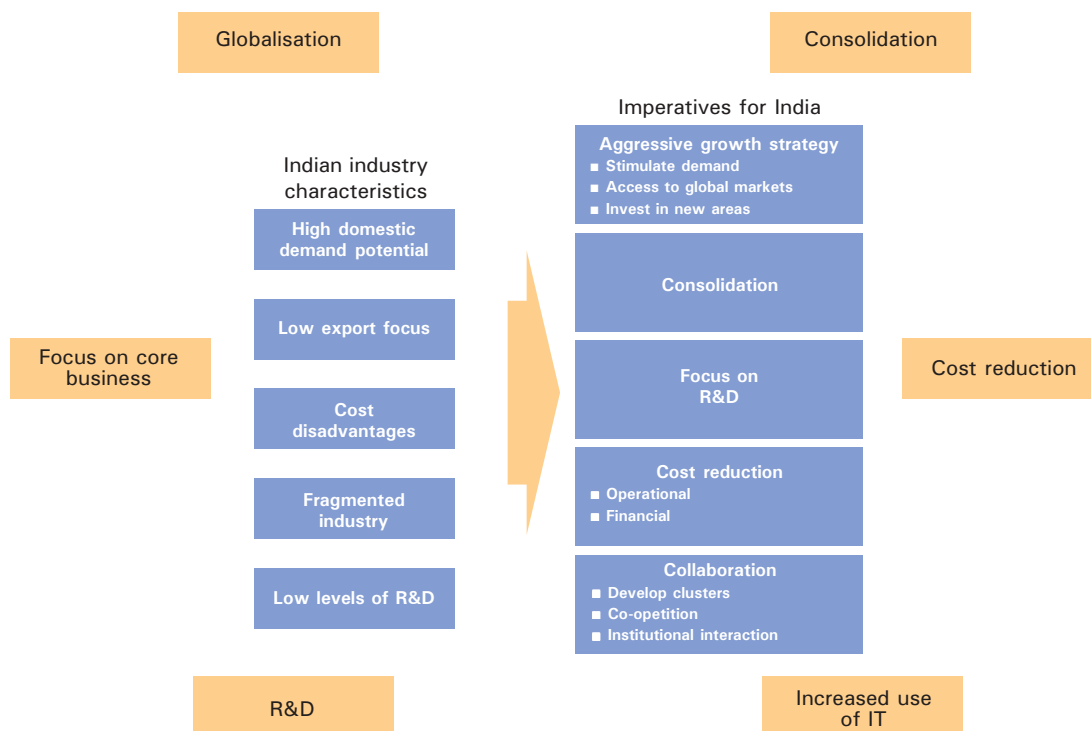 Globalisation
Consolidation
Indian industry
characteristics
High domestic
demand potential
Low export focus
Cost
disadvantages
Fragmented
industry
Low levels of R&D
Imperatives for India
Aggressive growth strategy
■ Stimulate demand
■ Access to global markets
■ Invest in new areas
Consolidation
Focus on
R&D
Cost reduction
■ Operational
■ Financial
Collaboration
■ Develop clusters
■ Co-opetition
■ Institutional interaction
Focus on core
business
Cost reduction
R&D
Increased use
of IT